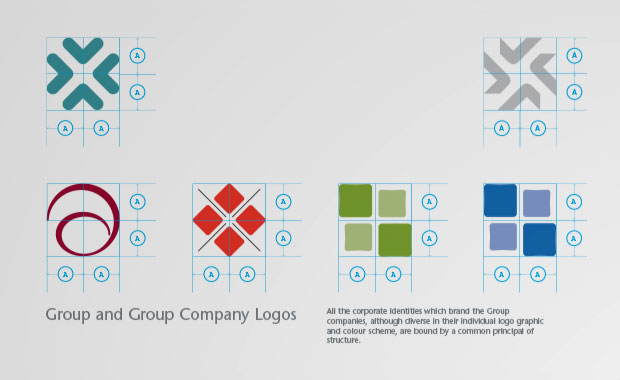 A
A
A A
A
A
A A
A
A
A A
A
A
A A
A
A
A A
A
A
A A
Group and Group Company Logos
All the corporate identities which brand the Group
companies, although diverse in their individual logo graphic
and colour scheme, are bound by a common principal of
structure.